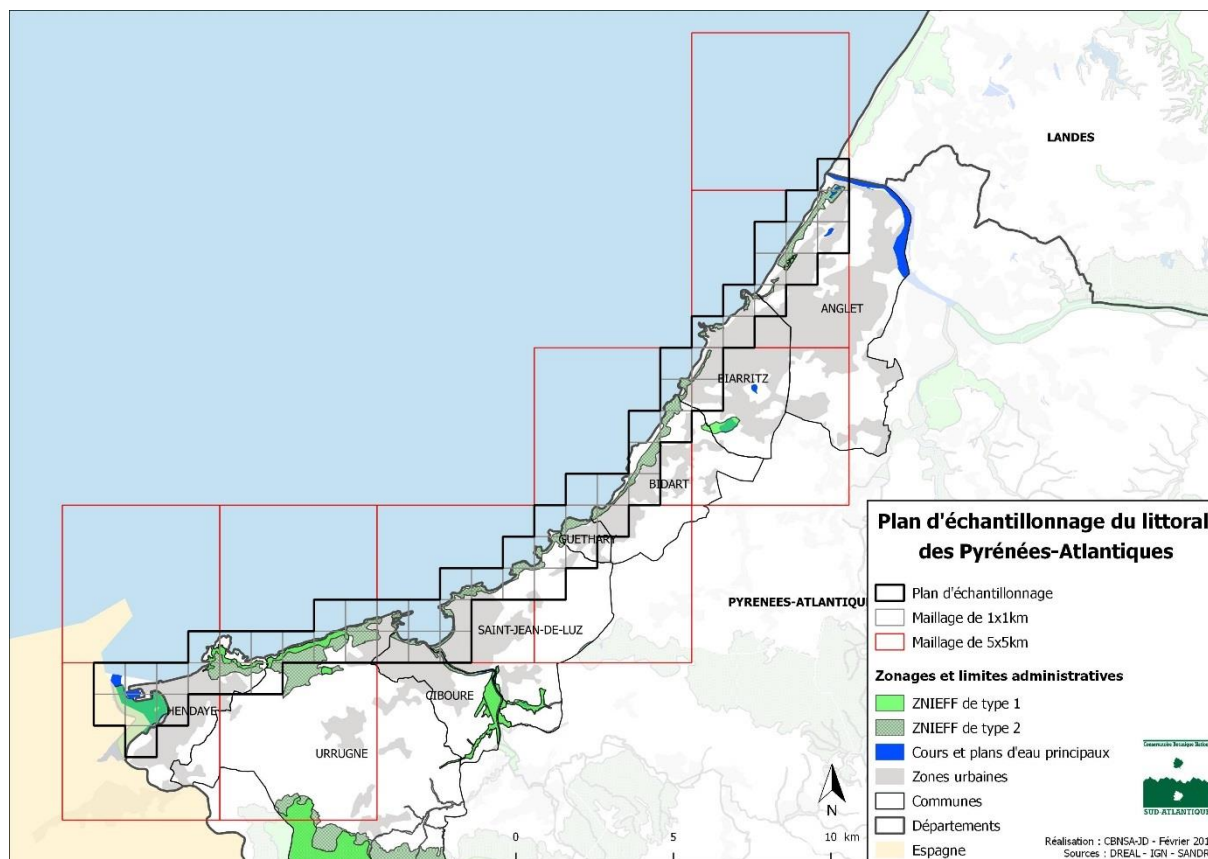 LANDES
ANGLET
BIARRITZ
BIDART
GUETHARY
PYRENEES-ATLANTIQU
SAINT-JEAN-DE-LUZ
CIBOURE
HENDAYE
URRUGNE
Plan d'échantillonnage du littoral
des Pyrénées-Atlantiques
Plan d'échantillonnage
Maillage de 1x1km
Maillage de 5x5km
Zonages et limites administratives
ZNIEFF de type 1
ZNIEFF de type 2
Cours et plans d'eau principaux
Zones urbaines
Communes
Départements
Espagne
SUD-ATLANTIQUE
N
0 5 10 km
Réalisation : CBNSA-JD - Février 201
Sources : DREAL - IGN - SANDR